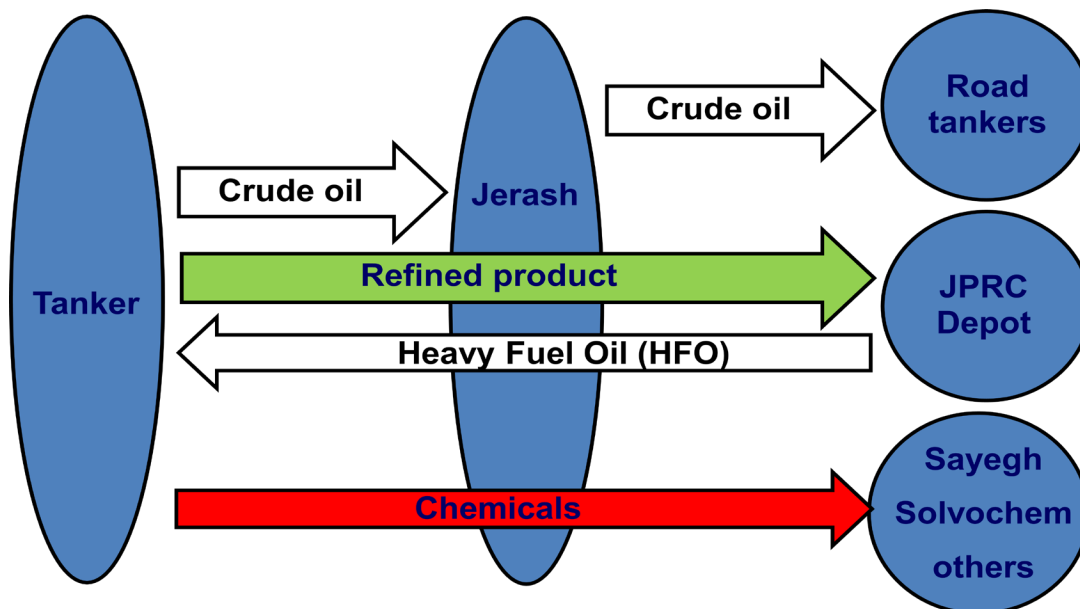 Road
tankers
Crude oil
Crude oil
Jerash
Refined product
Tanker
JPRC
Depot
Heavy Fuel Oil (HFO)
Sayegh
Chemicals
Solvochem
others